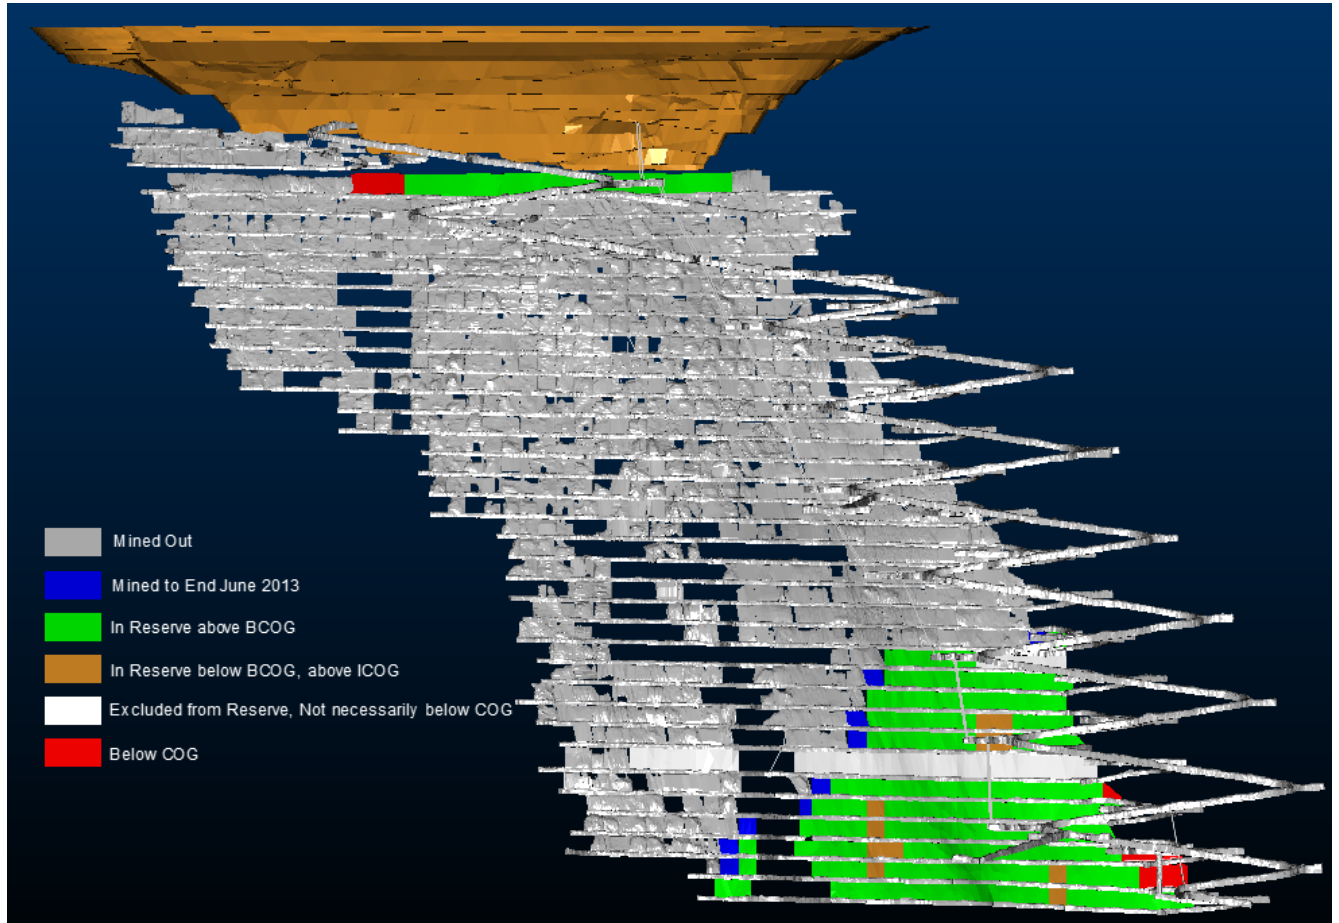 Mined Out
Mined to End June 2013
In Reserve above BCOG
In Reserve below BCOG, above ICOG
Excluded from Reserve, Not necessarily below COG
Below COG